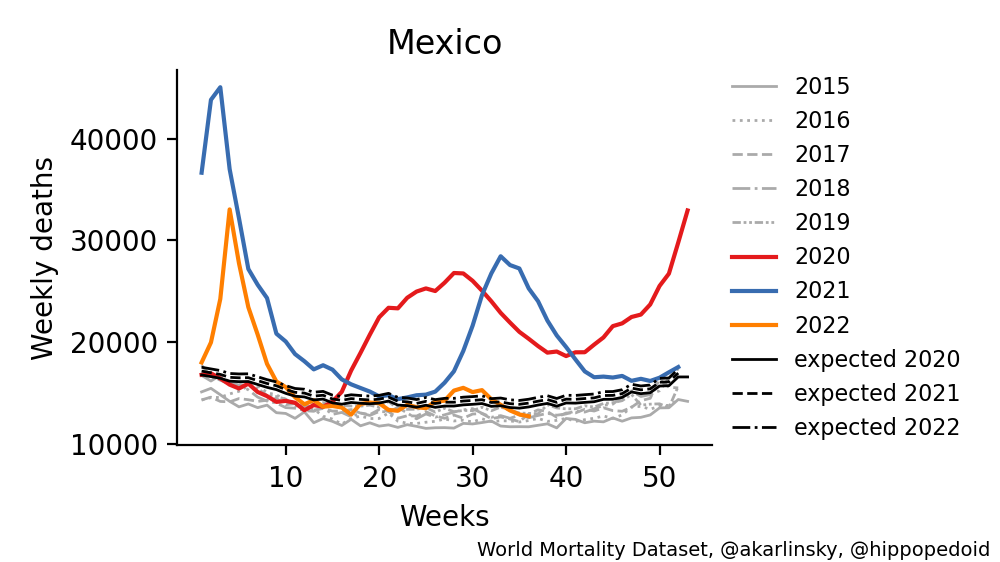 Mexico
Weekly deaths
40000
30000
20000
10000
10 20 30 40 50
Weeks
2015
2016
2017
2018
2019
2020
2021
2022
expected 2020
expected 2021
expected 2022
World Mortality Dataset, @akarlinsky, @hippopedoid